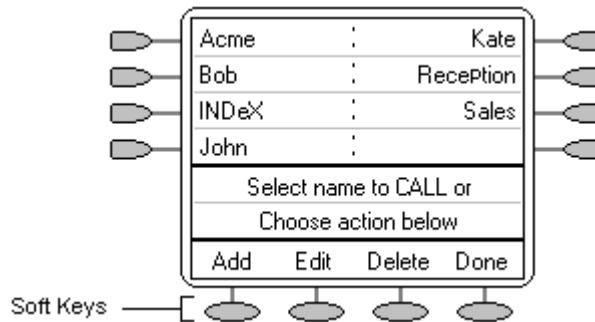 Acme : Kate
Bob : RecePtion
INDeX : Sales
John :
Select name to CALL or
Choose action below
Add Edit Delete Done
Soft Keys